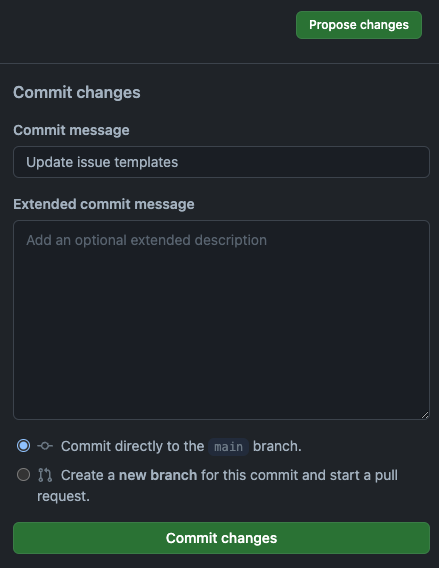 Propose changes
Commit changes
Commit message
Update issue templates
Extended commit message
Add an optional extended description
Commit directly to the main branch.
Create a new branch for this commit and start a pull
request.
Commit changes